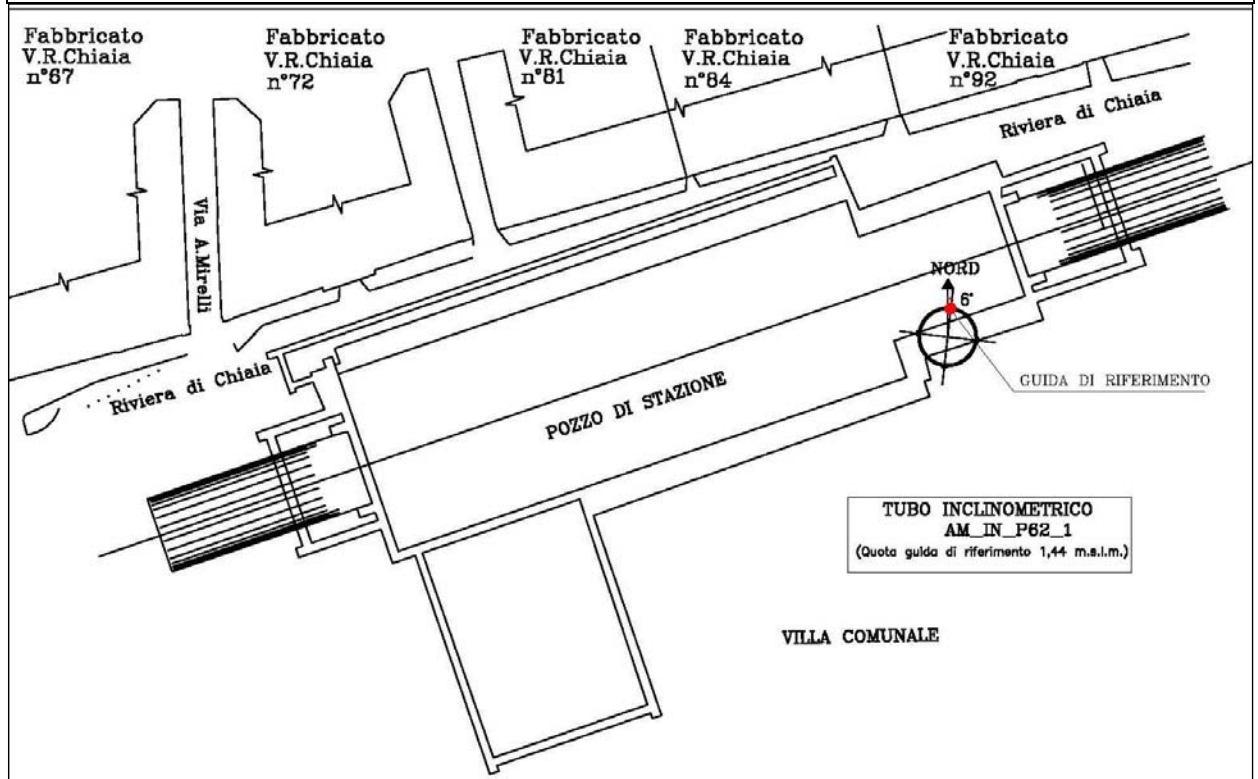 Fabbricato
V.R.Chiaia
n°67
Fabbricato
V.R.Chiaia
n°72
Fabbricato
V.R.Chiaia
n°81
Fabbricato
V.R.Chiaia
n°84
Fabbricato
V.R.Chiaia
n°92
Riviera di Chiaia
Via A.Mirelli
NORD
6°
Riviera di Chiaia
GUIDA DI RIFERIMENTO
POZZO DI STAZIONE
TUBO INCLINOMETRICO
AM_IN_P62_1
(Quota guida di riferimento 1,44 m.s.l.m.)
VILLA COMUNALE